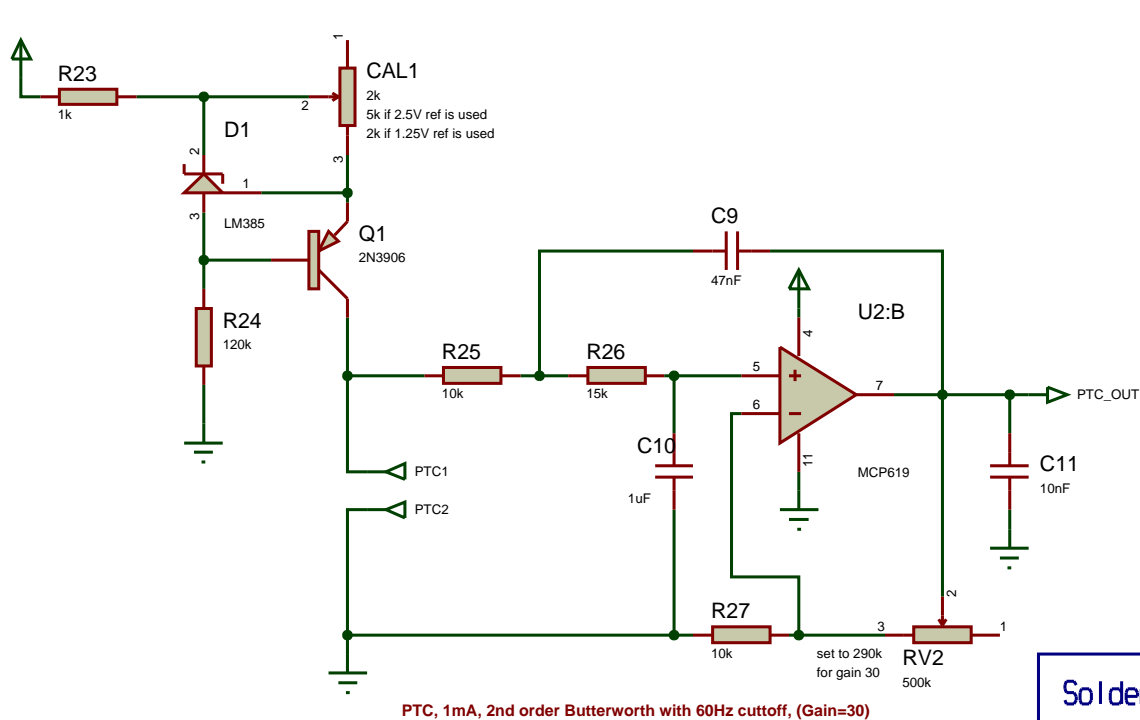 R23
1k
1
CAL1
2k
5k if 2.5V ref is used
2k if 1.25V ref is used
2
3
D1
2
1
3
LM385
Q1
2N3906
R24
120k
C9
47nF
U2:B
4
R25
10k
R26
15k
5
6
7
11
MCP619
PTC_OUT
C10
1uF
C11
10nF
PTC1
PTC2
R27
10k
set to 290k
for gain 30
3
2
1
RV2
500k
PTC, 1mA, 2nd order Butterworth with 60Hz cuttoff, (Gain=30)